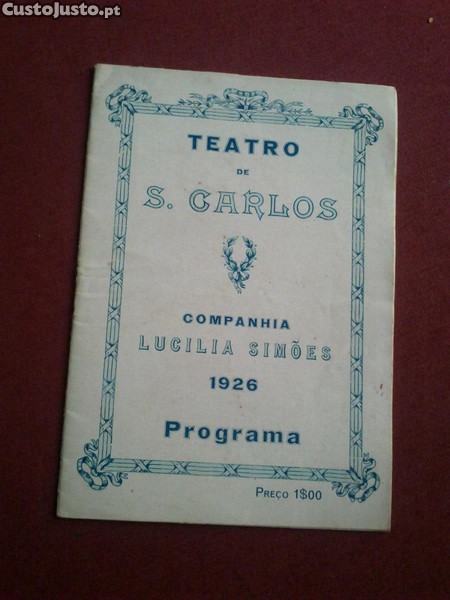 CustoJusto.pt
TEATRO
DE
S. CARLOS
COMPANHIA
LUCILIA SIMÕES
1926
Programa
PREÇO 1$00